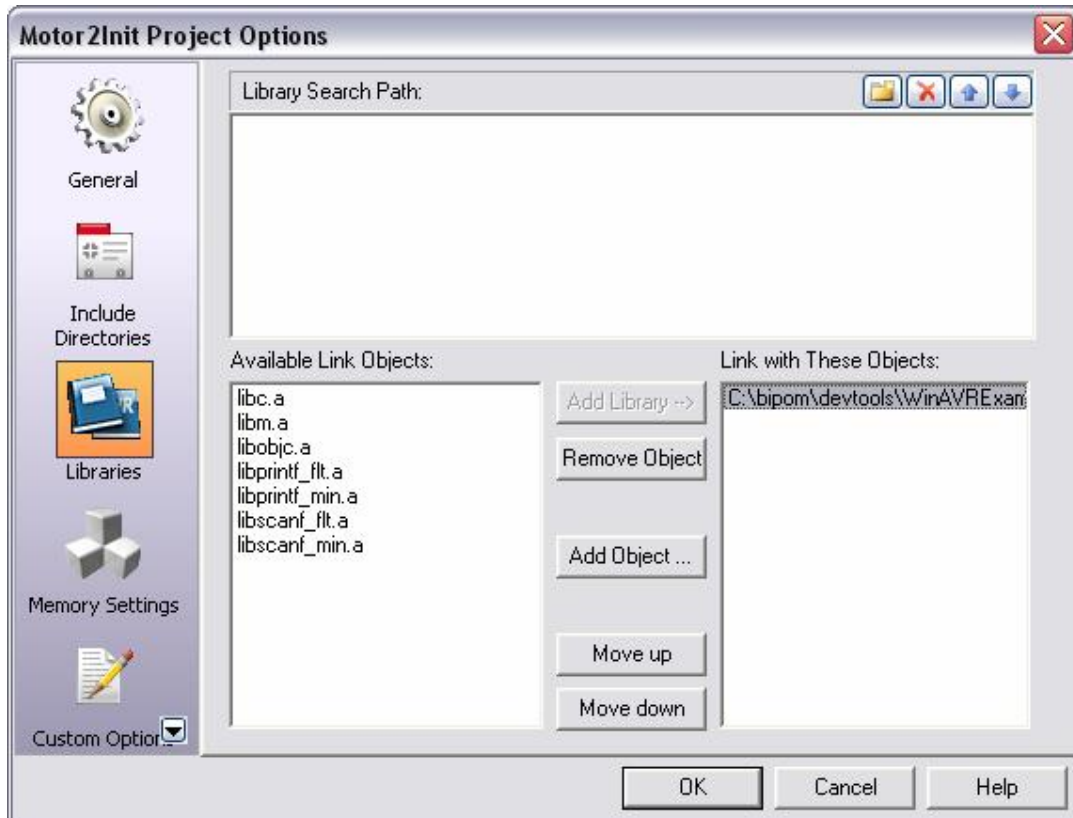 Motor2Init Project Options
General
Include
Directories
Libraries
Memory Settings
Custom Option
Library Search Path:
Available Link Objects:
libc.a
libm.a
libobjc.a
libprintf_flt.a
libprintf_min.a
libscanf_flt.a
libscanf_min.a
Add Library -->
Remove Object
Add Object ...
Move up
Move down
Link with These Objects:
C:\bipom\devtools\WinAVRExam
OK
Cancel
Help